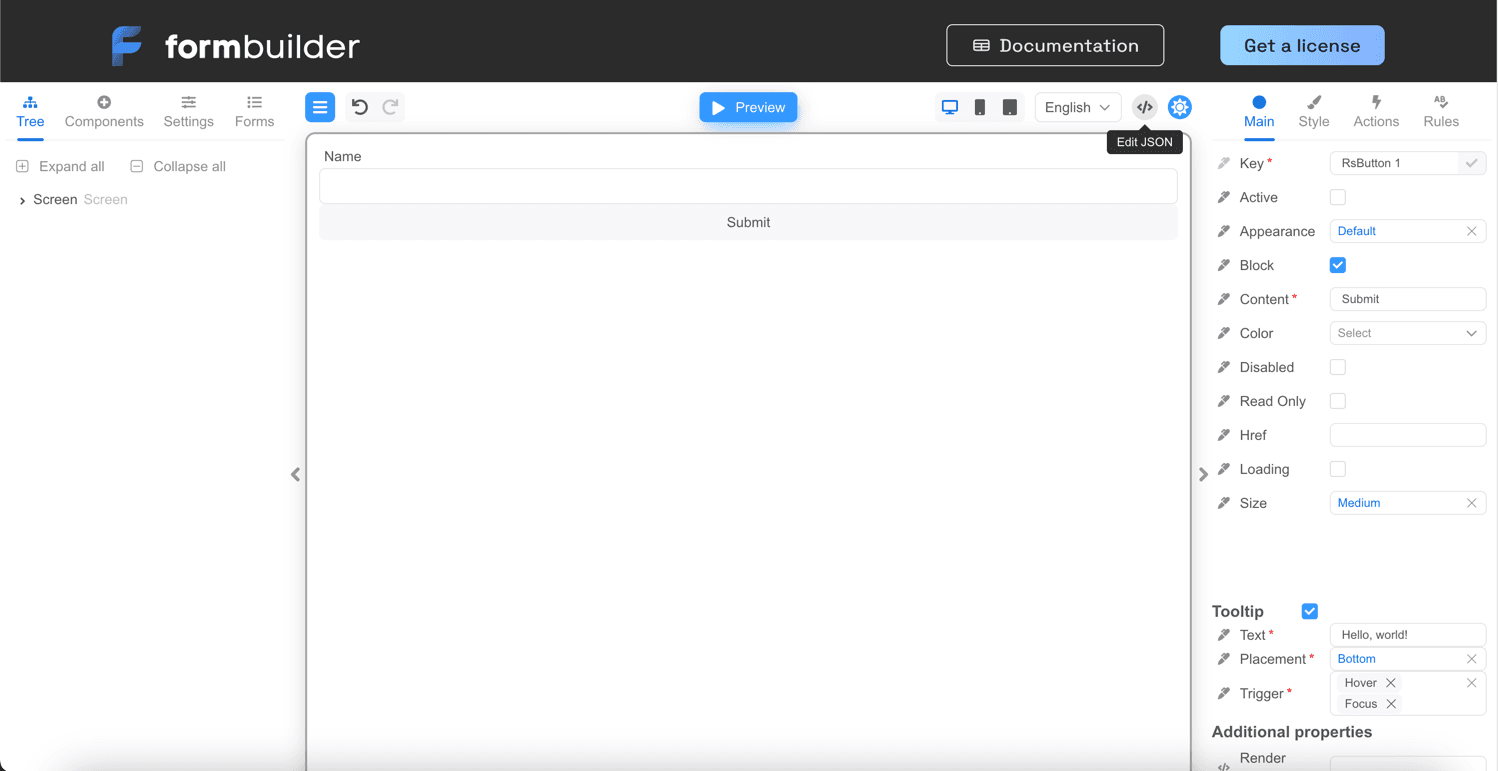 formbuilder
Documentation
Get a license
Tree
Components
Settings
Forms
Preview
English
Main
Style
Actions
Rules
Edit JSON
Expand all
Collapse all
Screen Screen
Name
Submit
Key* RsButton 1
Active
Appearance Default
Block
Content* Submit
Color Select
Disabled
Read Only
Href
Loading
Size Medium
Tooltip
Text* Hello, world!
Placement* Bottom
Trigger* Hover
Focus
Additional properties
Render